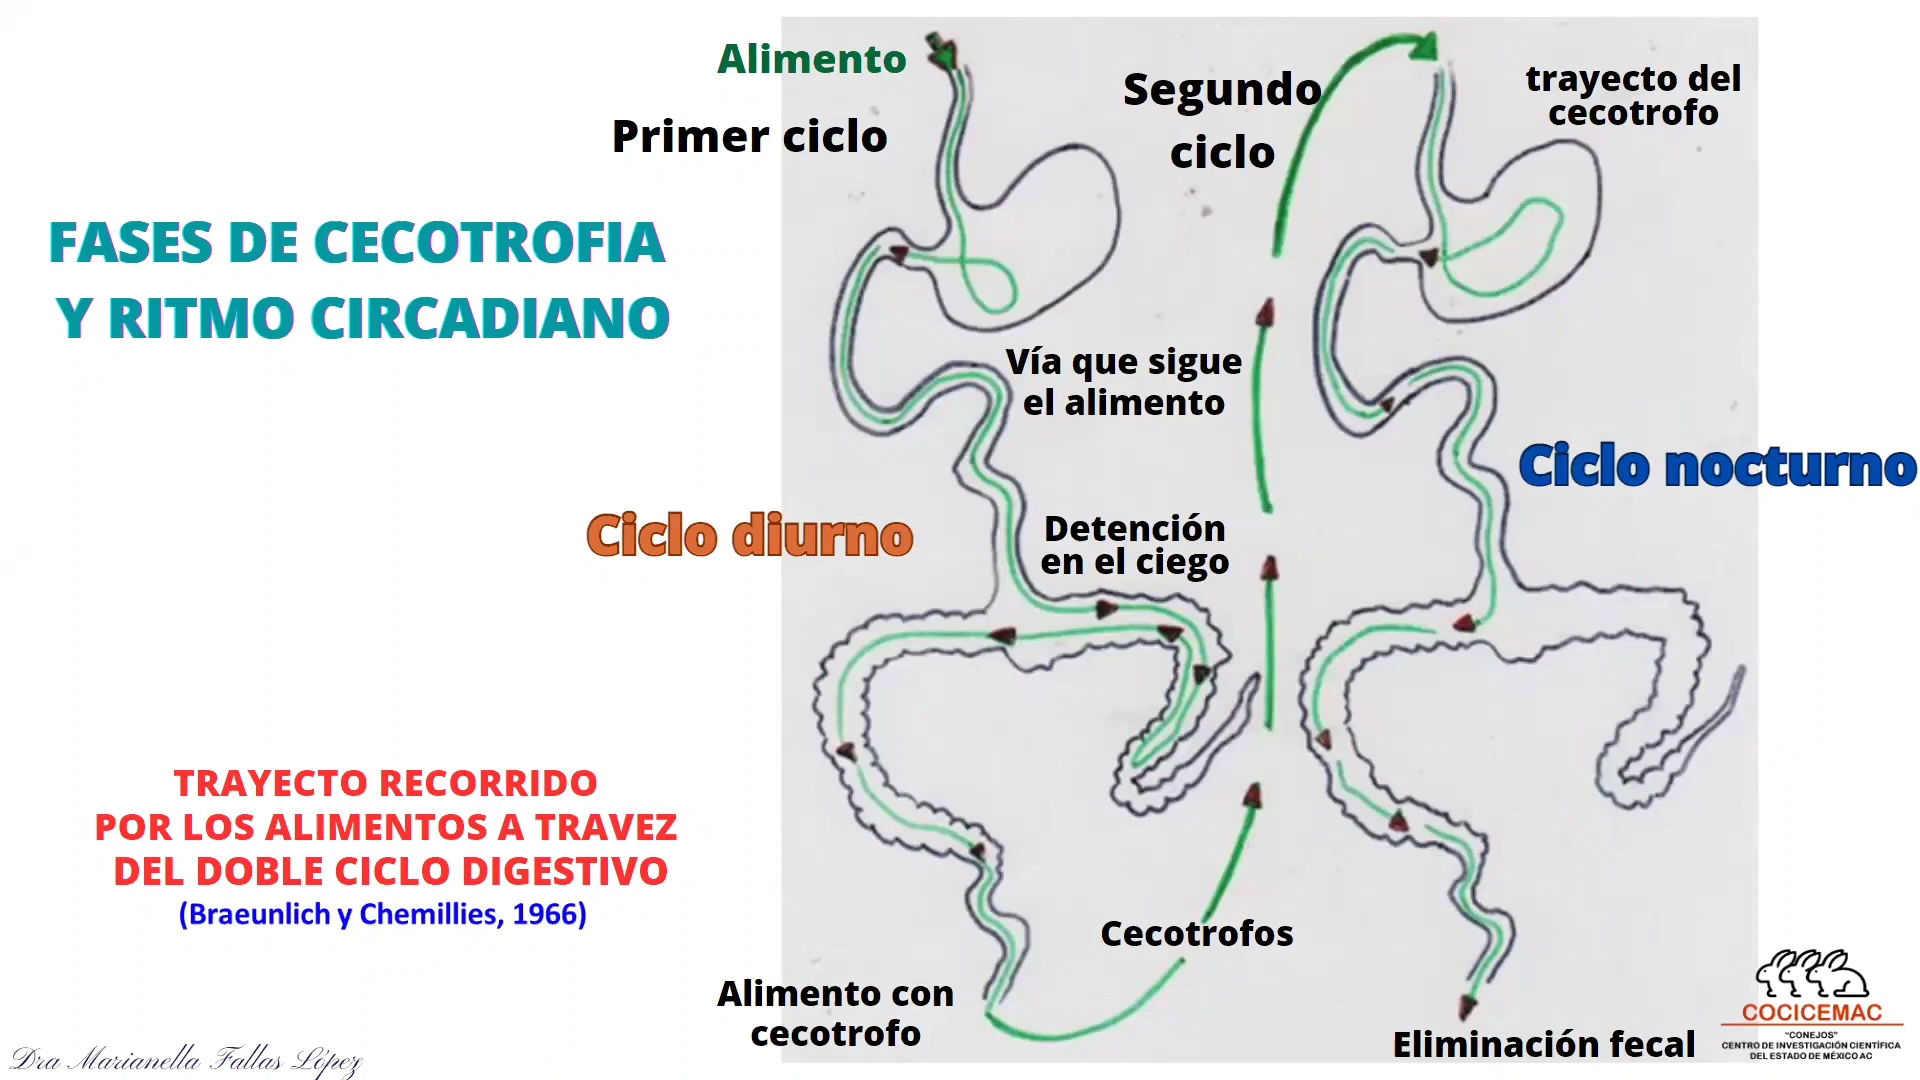 Alimento
Primer ciclo
Segundo
ciclo
trayecto del
cecotrofo
FASES DE CECOTROFIA
Y RITMO CIRCADIANO
Vía que sigue
el alimento
Ciclo nocturno
Ciclo diurno
Detención
en el ciego
TRAYECTO RECORRIDO
POR LOS ALIMENTOS A TRAVEZ
DEL DOBLE CICLO DIGESTIVO
(Braeunlich y Chemillies, 1966)
Cecotrofos
Alimento con
cecotrofo
Eliminación fecal
COCICEMAC
"CONEJOS"
CENTRO DE INVESTIGACIÓN CIENTÍFICA
DEL ESTADO DE MÉXICO AC
Dra Marianella Fallas López